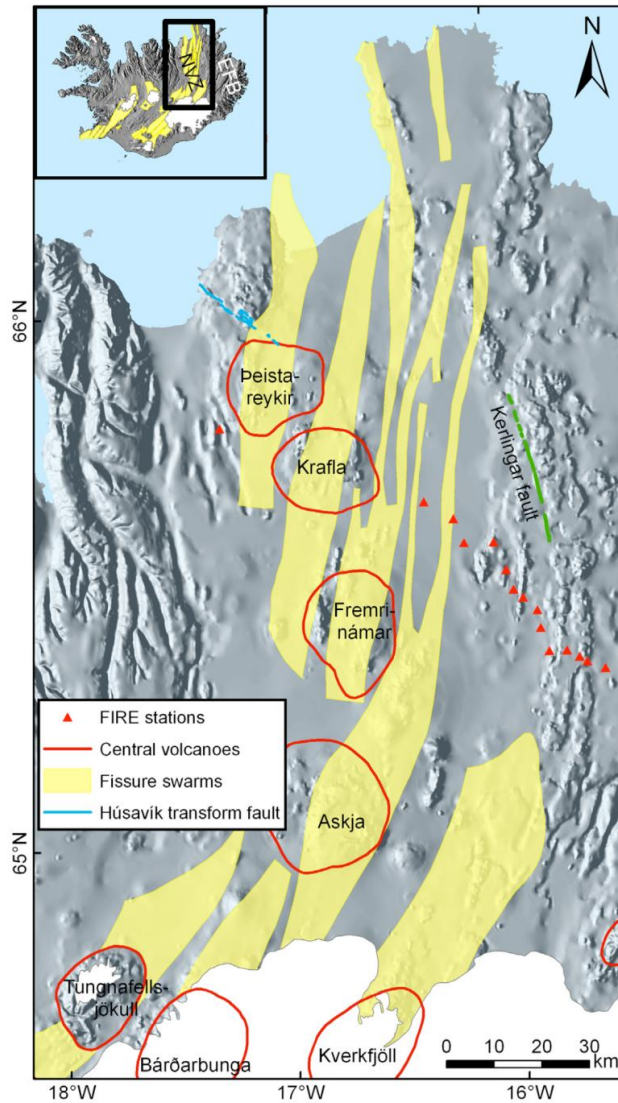 NVZ
EFRB
N
66°N
Þeista-
reykir
Krafla
Kerlingar fault
Fremri-
námar
FIRE stations
Central volcanoes
Fissure swarms
Húsavík transform fault
Askja
65°N
Tungnafells-
jökull
Bárðarbunga
Kverkfjöll
0 10 20 30
km
18°W
17°W
16°W